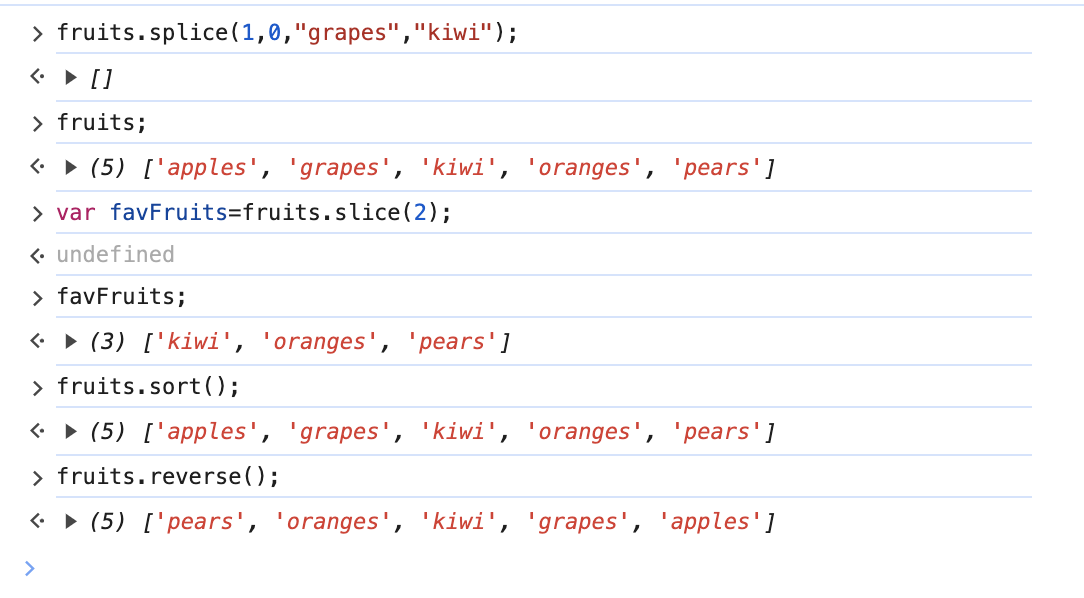 > fruits.splice(1,0,"grapes","kiwi");
[]
> fruits;
(5) ['apples', 'grapes', 'kiwi', 'oranges', 'pears']
> var favFruits=fruits.slice(2);
undefined
> favFruits;
(3) ['kiwi', 'oranges', 'pears']
> fruits.sort();
(5) ['apples', 'grapes', 'kiwi', 'oranges', 'pears']
> fruits.reverse();
(5) ['pears', 'oranges', 'kiwi', 'grapes', 'apples']
>